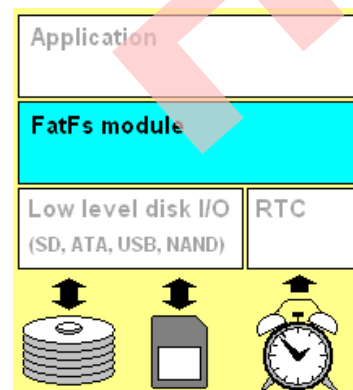 Application
FatFs module
Low level disk I/O
(SD, ATA, USB, NAND)
RTC